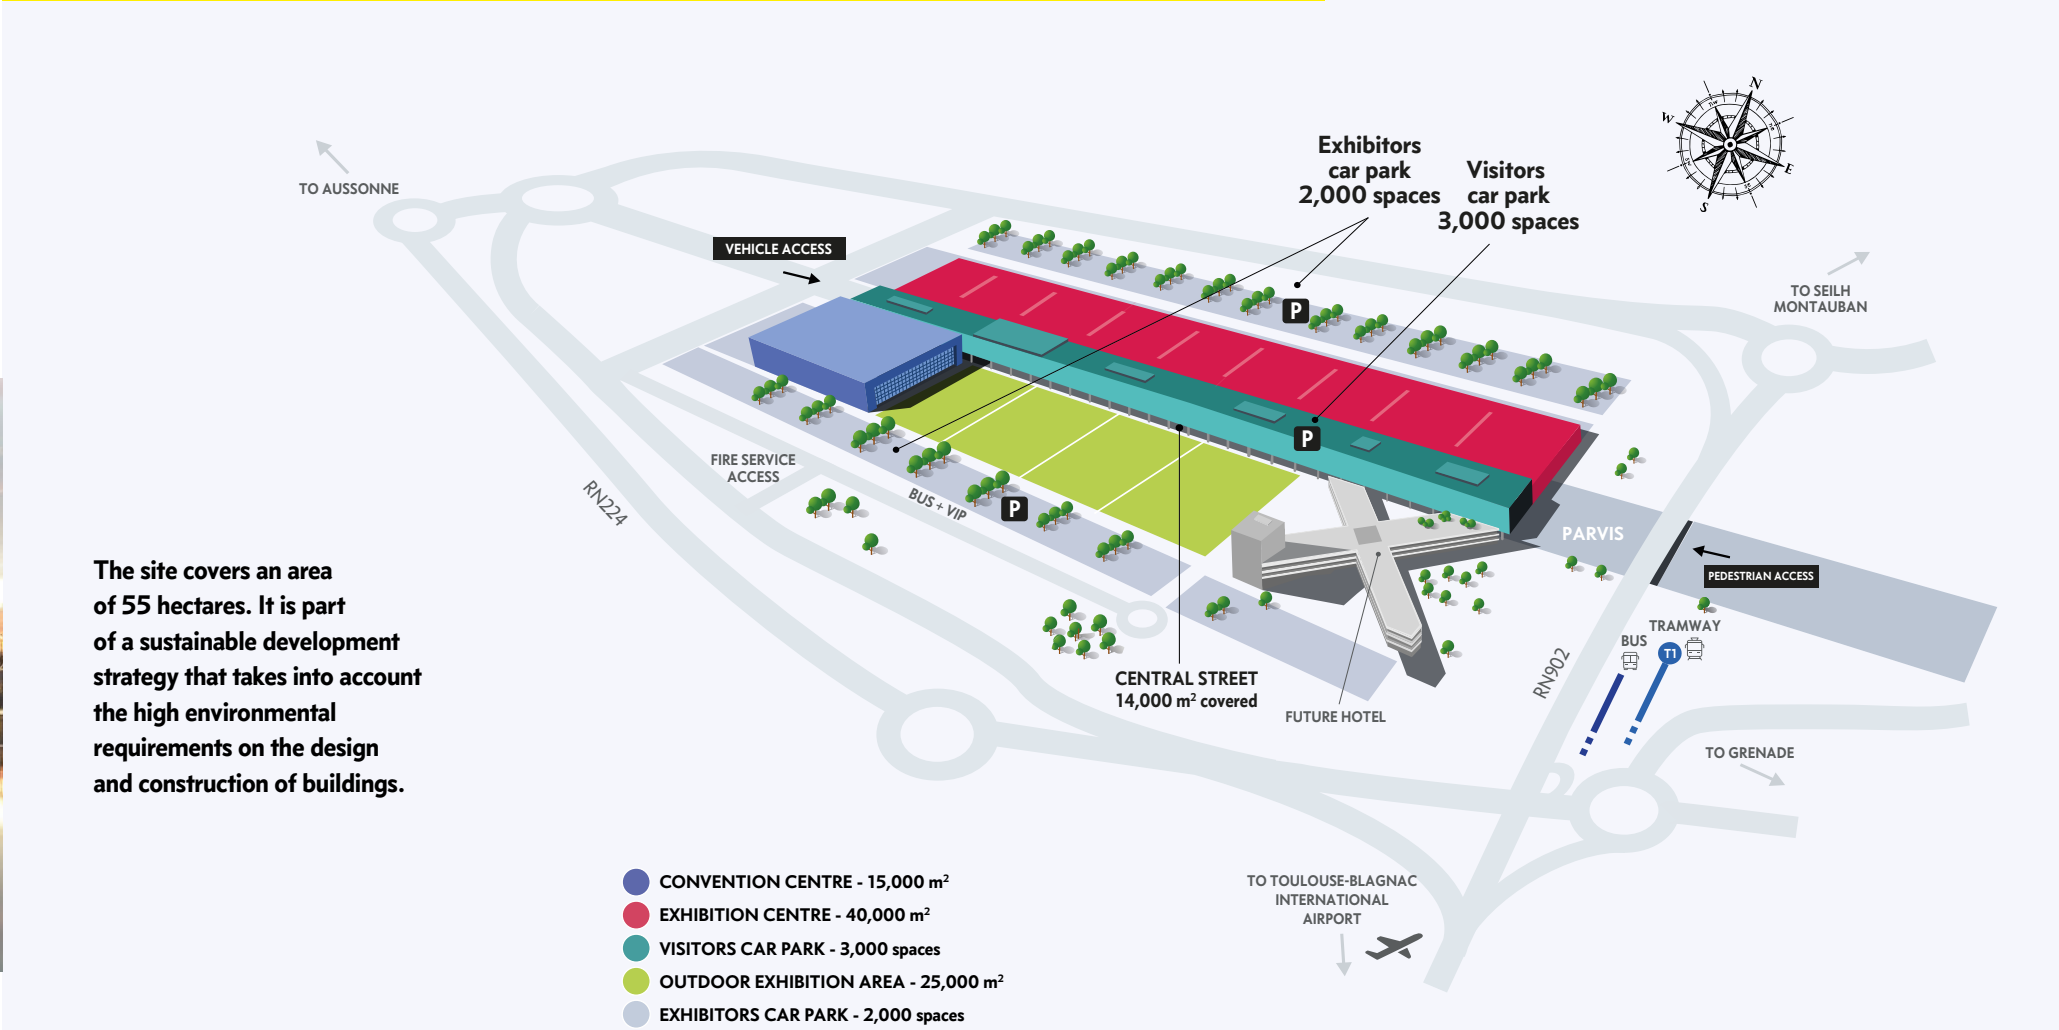 N
W
E
S
Exhibitors
car park
2,000 spaces
Visitors
car park
3,000 spaces
TO AUSSONNE
VEHICLE ACCESS
TO SEILH
MONTAUBAN
P
P
P
FIRE SERVICE
ACCESS
RN224
BUS + VIP
PARVIS
PEDESTRIAN ACCESS
TRAMWAY
BUS
T1
RN902
CENTRAL STREET
14,000 m² covered
FUTURE HOTEL
TO GRENADE
The site covers an area
of 55 hectares. It is part
of a sustainable development
strategy that takes into account
the high environmental
requirements on the design
and construction of buildings.
TO TOULOUSE-BLAGNAC
INTERNATIONAL
AIRPORT
CONVENTION CENTRE - 15,000 m²
EXHIBITION CENTRE - 40,000 m²
VISITORS CAR PARK - 3,000 spaces
OUTDOOR EXHIBITION AREA - 25,000 m²
EXHIBITORS CAR PARK - 2,000 spaces